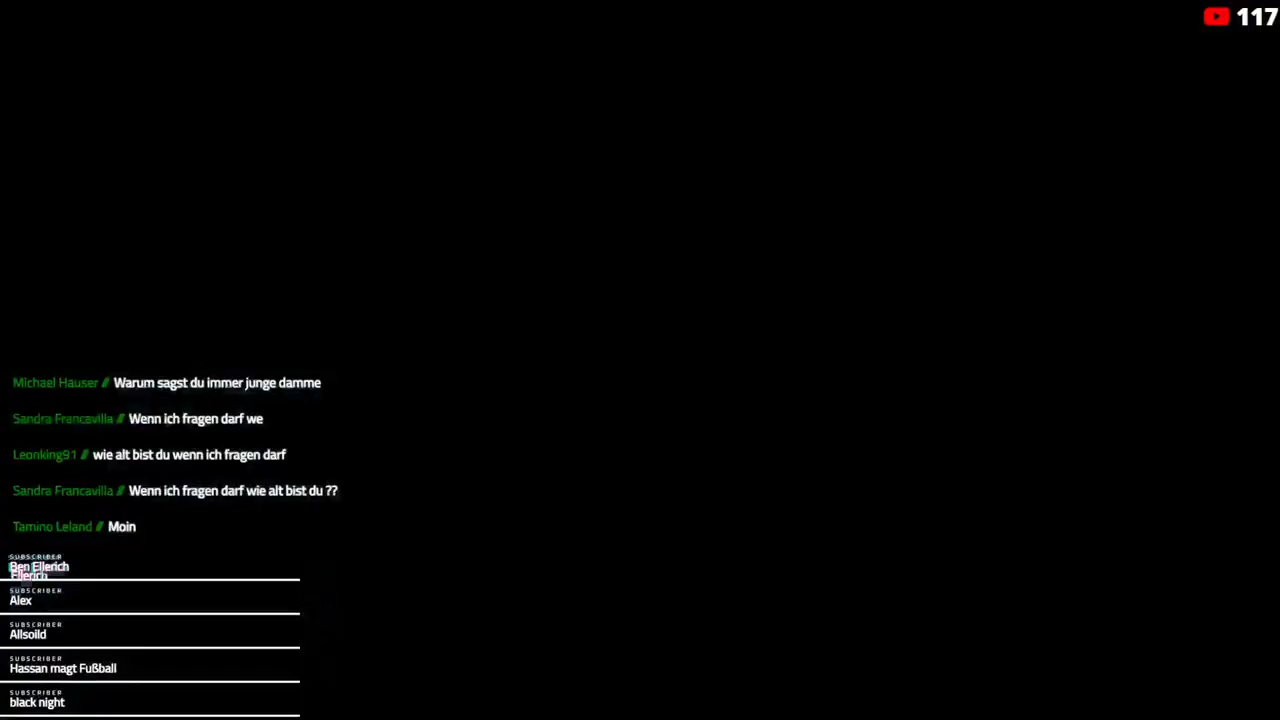 117
Michael Hauser // Warum sagst du immer junge damme
Sandra Francavilla // Wenn ich fragen darf we
Leonking91 // wie alt bist du wenn ich fragen darf
Sandra Francavilla // Wenn ich fragen darf wie alt bist du ??
Tamino Leland // Moin
SUBSCRIBER
Ben Ellerich
Ellerich
SUBSCRIBER
Alex
SUBSCRIBER
Allsoild
SUBSCRIBER
Hassan magt Fußball
SUBSCRIBER
black night